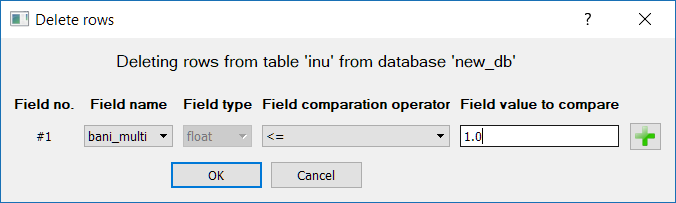 Delete rows
Deleting rows from table 'inu' from database 'new_db'
Field no. Field name Field type Field comparation operator Field value to compare
#1 bani_multi float <= 1.0
OK Cancel